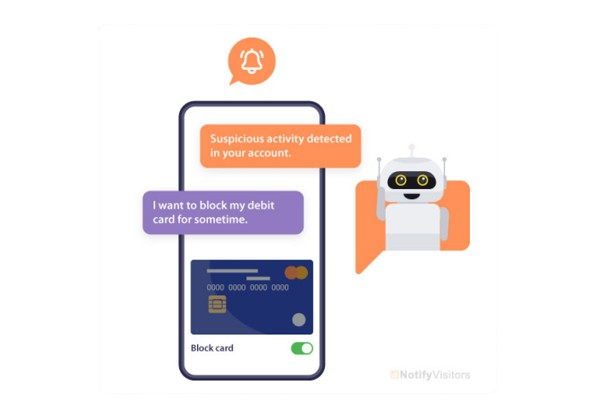 Suspicious activity detected
in your account.
I want to block my debit
card for sometime.
0000 0000 0000 0000
Block card
NotifyVisitors